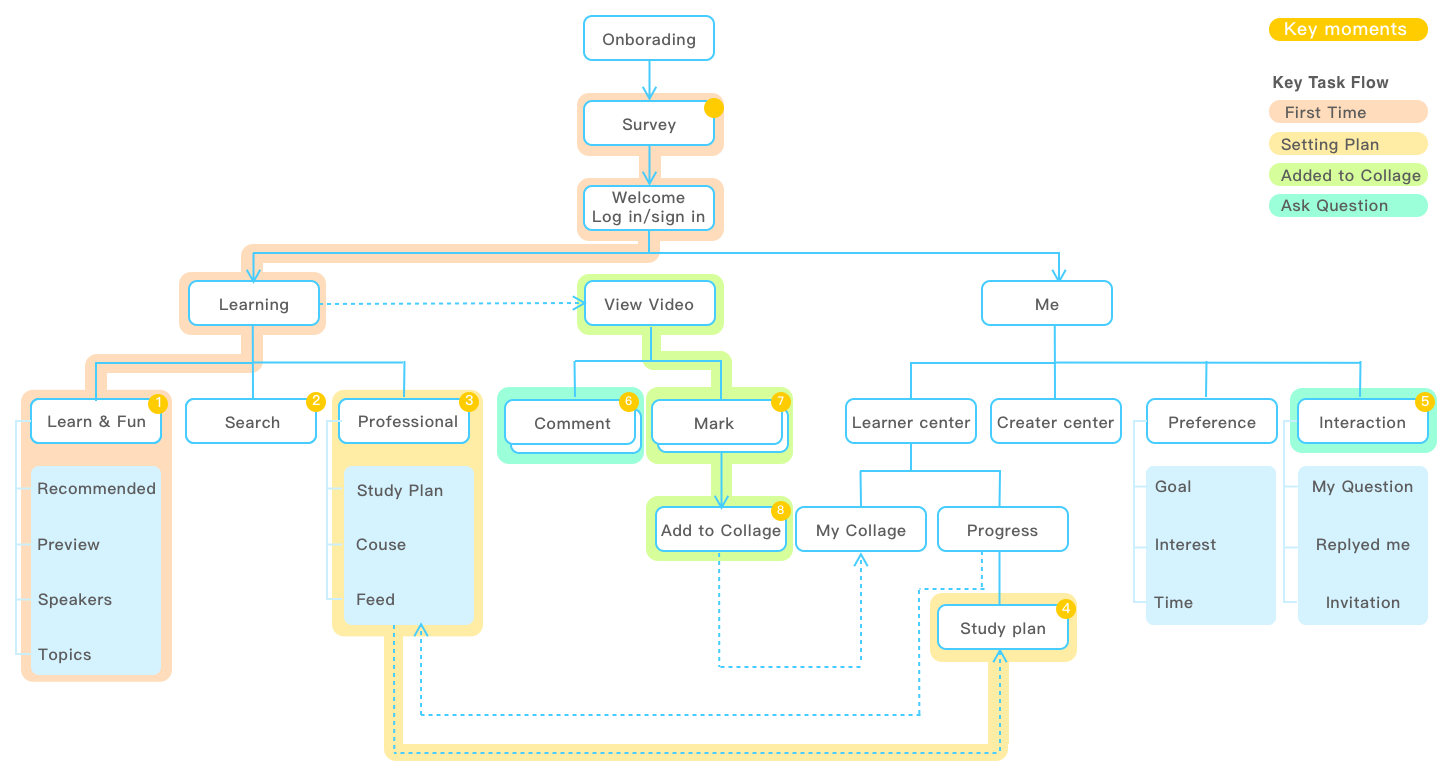 Onborading
Key moments
Key Task Flow
First Time
Setting Plan
Added to Collage
Ask Question
Survey
Welcome
Log in/sign in
Learning
View Video
Me
1
2
3
6
7
5
Learn & Fun
Search
Professional
Comment
Mark
Learner center
Creater center
Preference
Interaction
Recommended
Preview
Speakers
Topics
Study Plan
Couse
Feed
8
Add to Collage
My Collage
Progress
4
Study plan
Goal
Interest
Time
My Question
Replyed me
Invitation